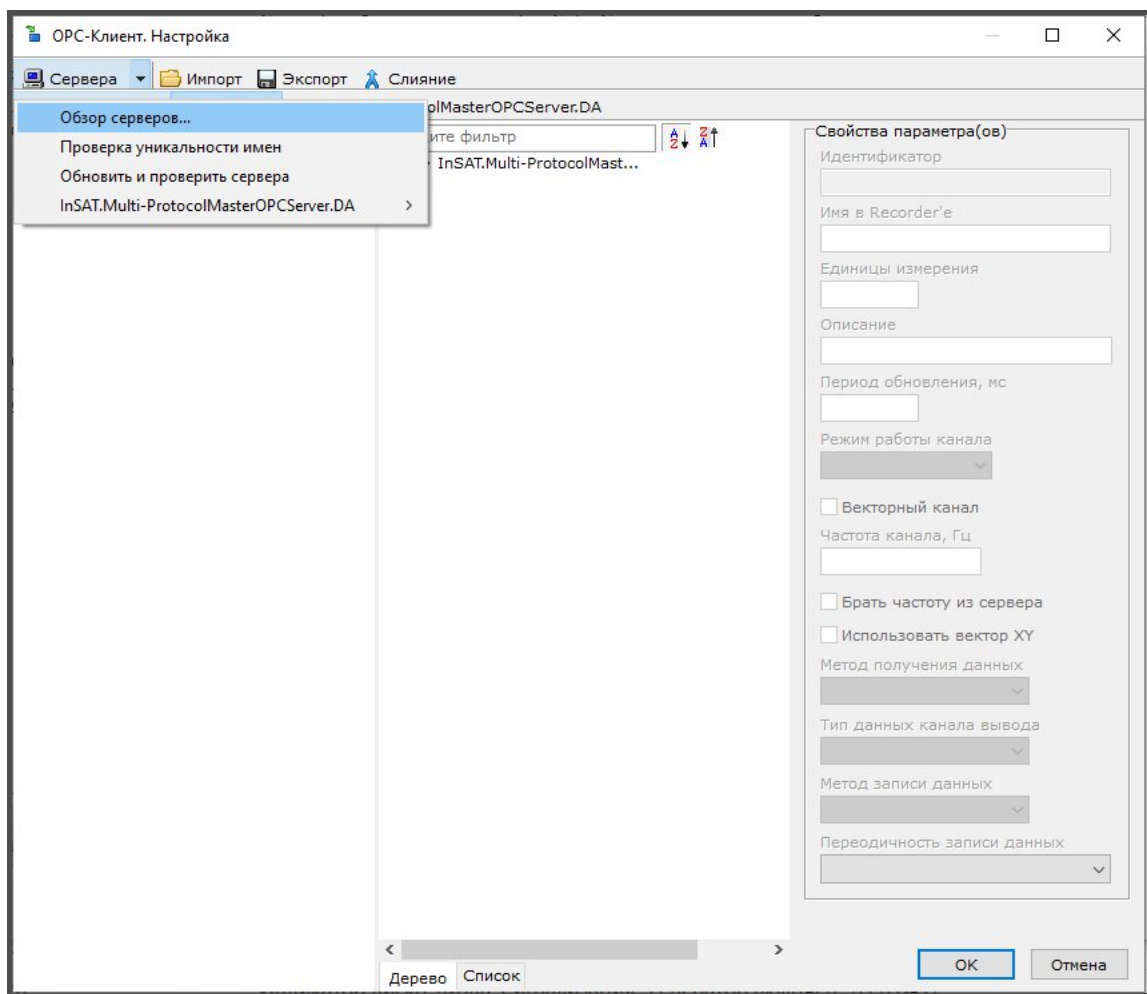 ОРС-Клиент. Настройка
Сервера Импорт Экспорт Слияние
Обзор серверов...
Проверка уникальности имен
Обновить и проверить сервера
InSAT.Multi-ProtocolMasterOPCServer.DA
olMasterOPCServer.DA
ите фильтр
InSAT.Multi-ProtocolMast...
Свойства параметра(ов)
Идентификатор
Имя в Recorder'е
Единицы измерения
Описание
Период обновления, мс
Режим работы канала
Векторный канал
Частота канала, Гц
Брать частоту из сервера
Использовать вектор XY
Метод получения данных
Тип данных канала вывода
Метод записи данных
Переодичность записи данных
Дерево Список
OK Отмена